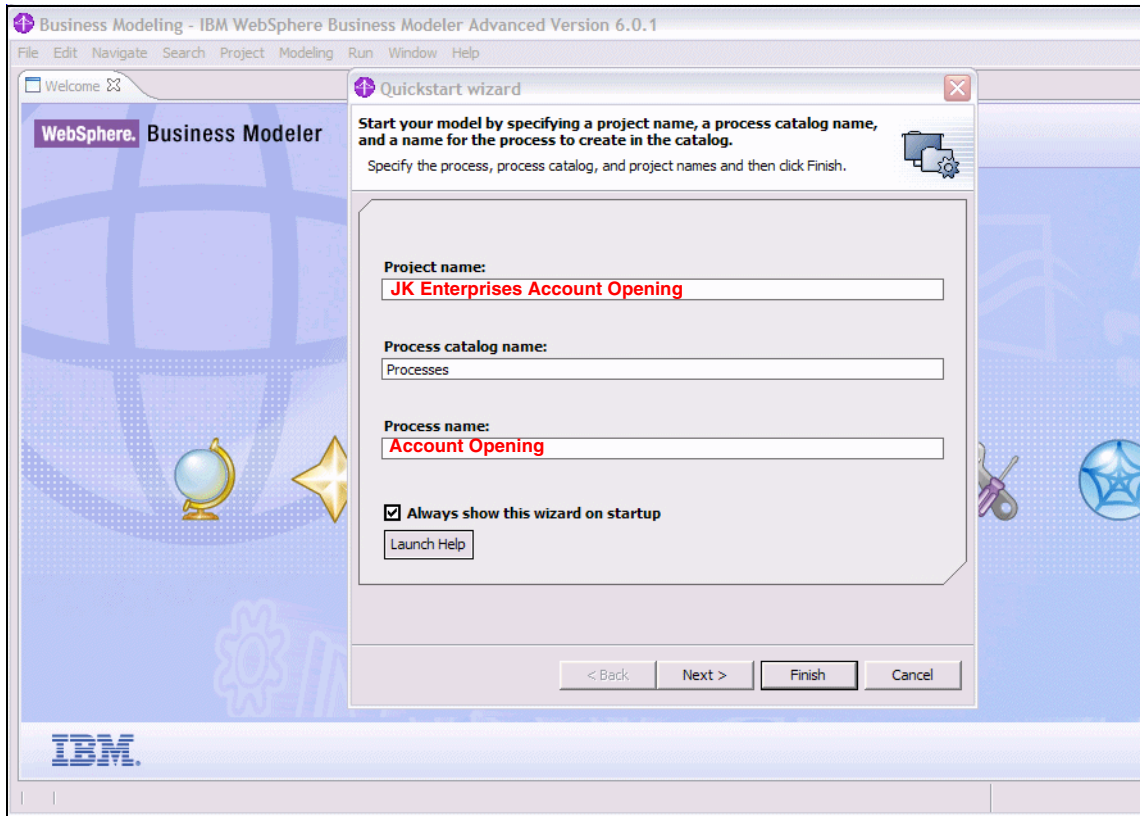 Business Modeling - IBM WebSphere Business Modeler Advanced Version 6.0.1
File Edit Navigate Search Project Modeling Run Window Help
Welcome
Quickstart wizard
WebSphere. Business Modeler
Start your model by specifying a project name, a process catalog name,
and a name for the process to create in the catalog.
Specify the process, process catalog, and project names and then click Finish.
Project name:
JK Enterprises Account Opening
Process catalog name:
Processes
Process name:
Account Opening
Always show this wizard on startup
Launch Help
< Back Next > Finish Cancel
IBM.